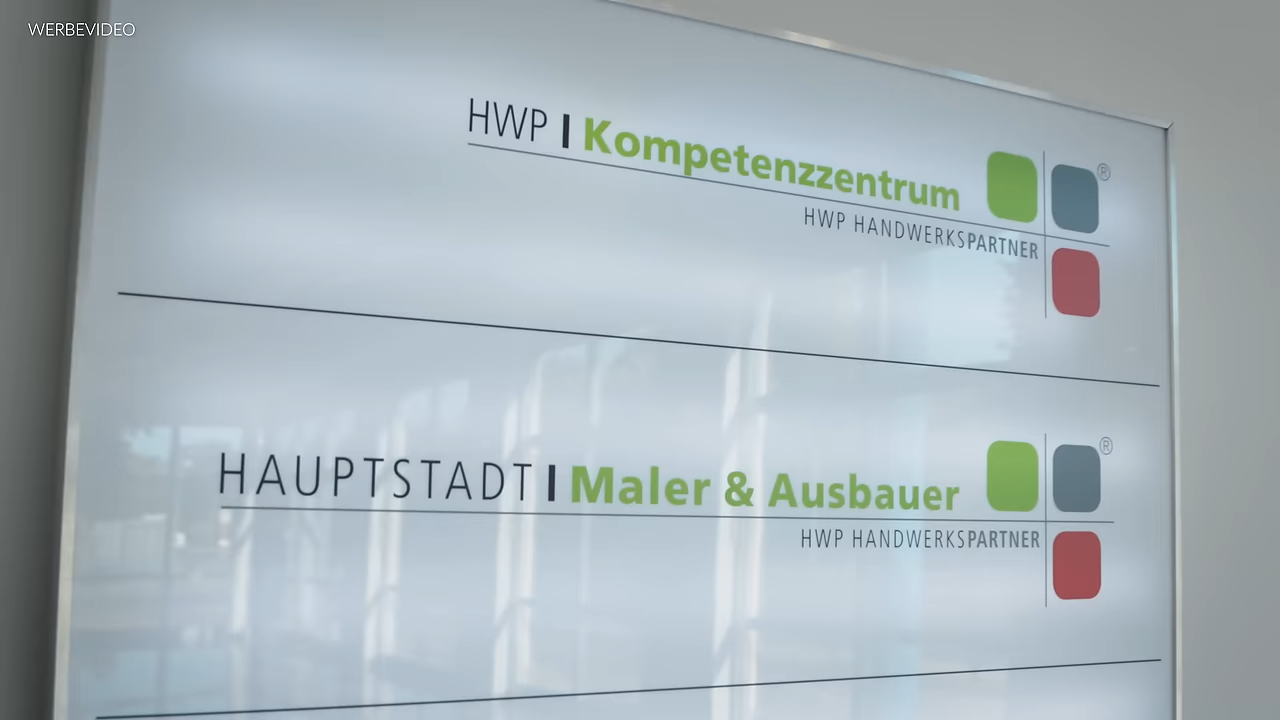 WERBEVIDEO
HWP | Kompetenzzentrum ®
HWP HANDWERKSPARTNER
HAUPTSTADT | Maler & Ausbauer ®
HWP HANDWERKSPARTNER